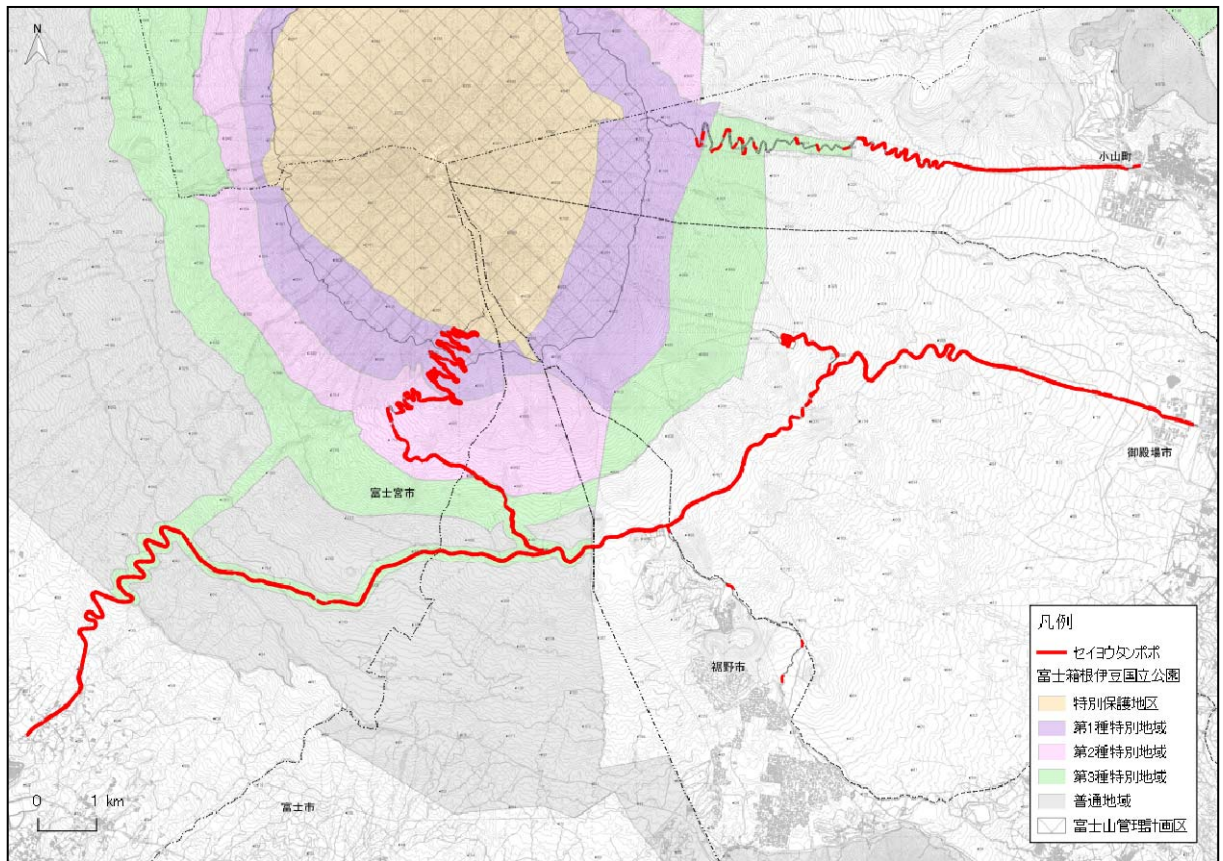 N
小山町
御殿場市
富士宮市
裾野市
富士市
0 1 km
凡例
セイヨウタンポポ
富士箱根伊豆国立公園
特別保護地区
第1種特別地域
第2種特別地域
第3種特別地域
普通地域
富士山管理計画区